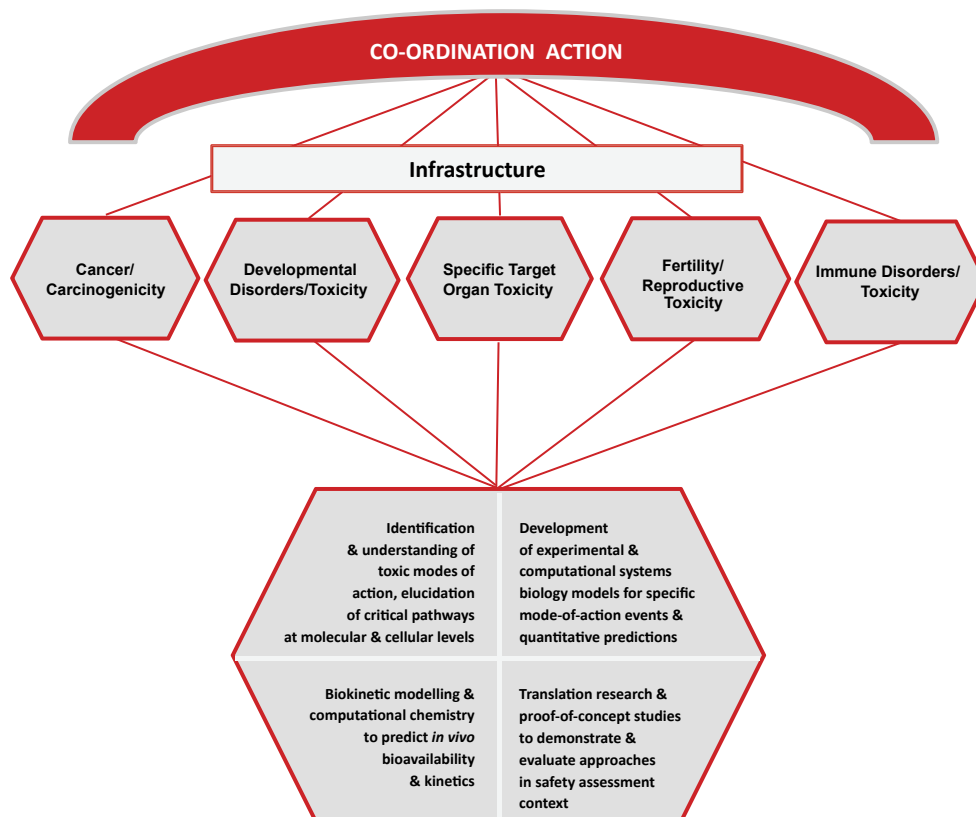 CO-ORDINATION ACTION
Infrastructure
Cancer/
Carcinogenicity
Developmental
Disorders/Toxicity
Specific Target
Organ Toxicity
Fertility/
Reproductive
Toxicity
Immune Disorders/
Toxicity
Identification
& understanding of
toxic modes of
action, elucidation
of critical pathways
at molecular & cellular levels
Development
of experimental &
computational systems
biology models for specific
mode-of-action events &
quantitative predictions
Biokinetic modelling &
computational chemistry
to predict in vivo
bioavailability
& kinetics
Translation research &
proof-of-concept studies
to demonstrate &
evaluate approaches
in safety assessment
context